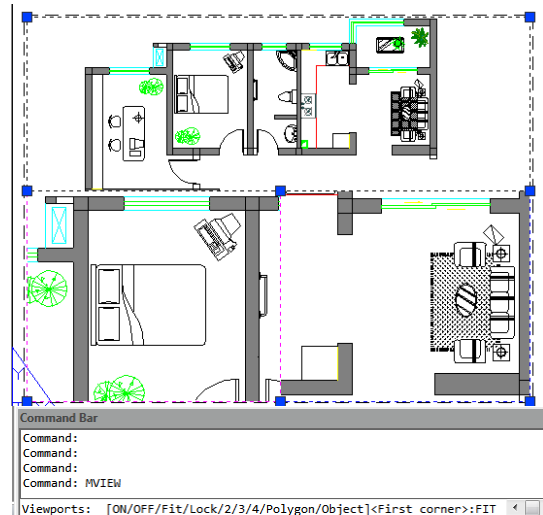 Command Bar
Command:
Command:
Command:
Command: MVIEW
Viewports: [ON/OFF/Fit/Lock/2/3/4/Polygon/Object]<First corner>:FIT